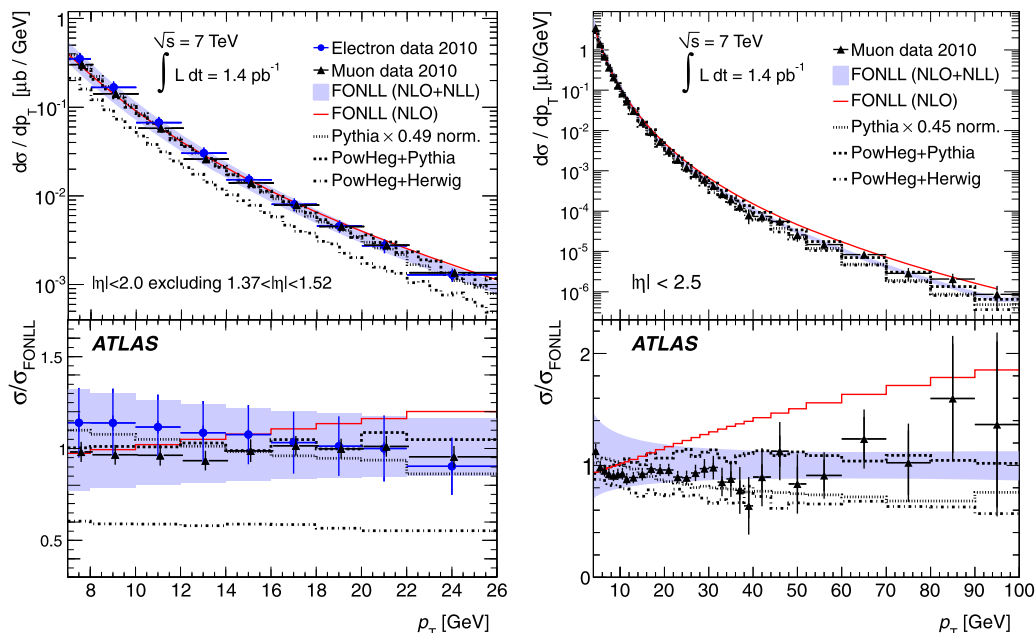 dσ / dp_T [μb / GeV]
1
10⁻¹
10⁻²
10⁻³
√s = 7 TeV
∫ L dt = 1.4 pb⁻¹
Electron data 2010
Muon data 2010
FONLL (NLO+NLL)
FONLL (NLO)
Pythia × 0.49 norm.
PowHeg+Pythia
PowHeg+Herwig
|η|<2.0 excluding 1.37<|η|<1.52
σ/σ_FONLL
1.5
1
0.5
ATLAS
8 10 12 14 16 18 20 22 24 26
p_T [GeV]
dσ / dp_T [μb/GeV]
1
10⁻¹
10⁻²
10⁻³
10⁻⁴
10⁻⁵
10⁻⁶
√s = 7 TeV
∫ L dt = 1.4 pb⁻¹
Muon data 2010
FONLL (NLO+NLL)
FONLL (NLO)
Pythia × 0.45 norm.
PowHeg+Pythia
PowHeg+Herwig
|η| < 2.5
σ/σ_FONLL
2
1
0
ATLAS
10 20 30 40 50 60 70 80 90 100
p_T [GeV]